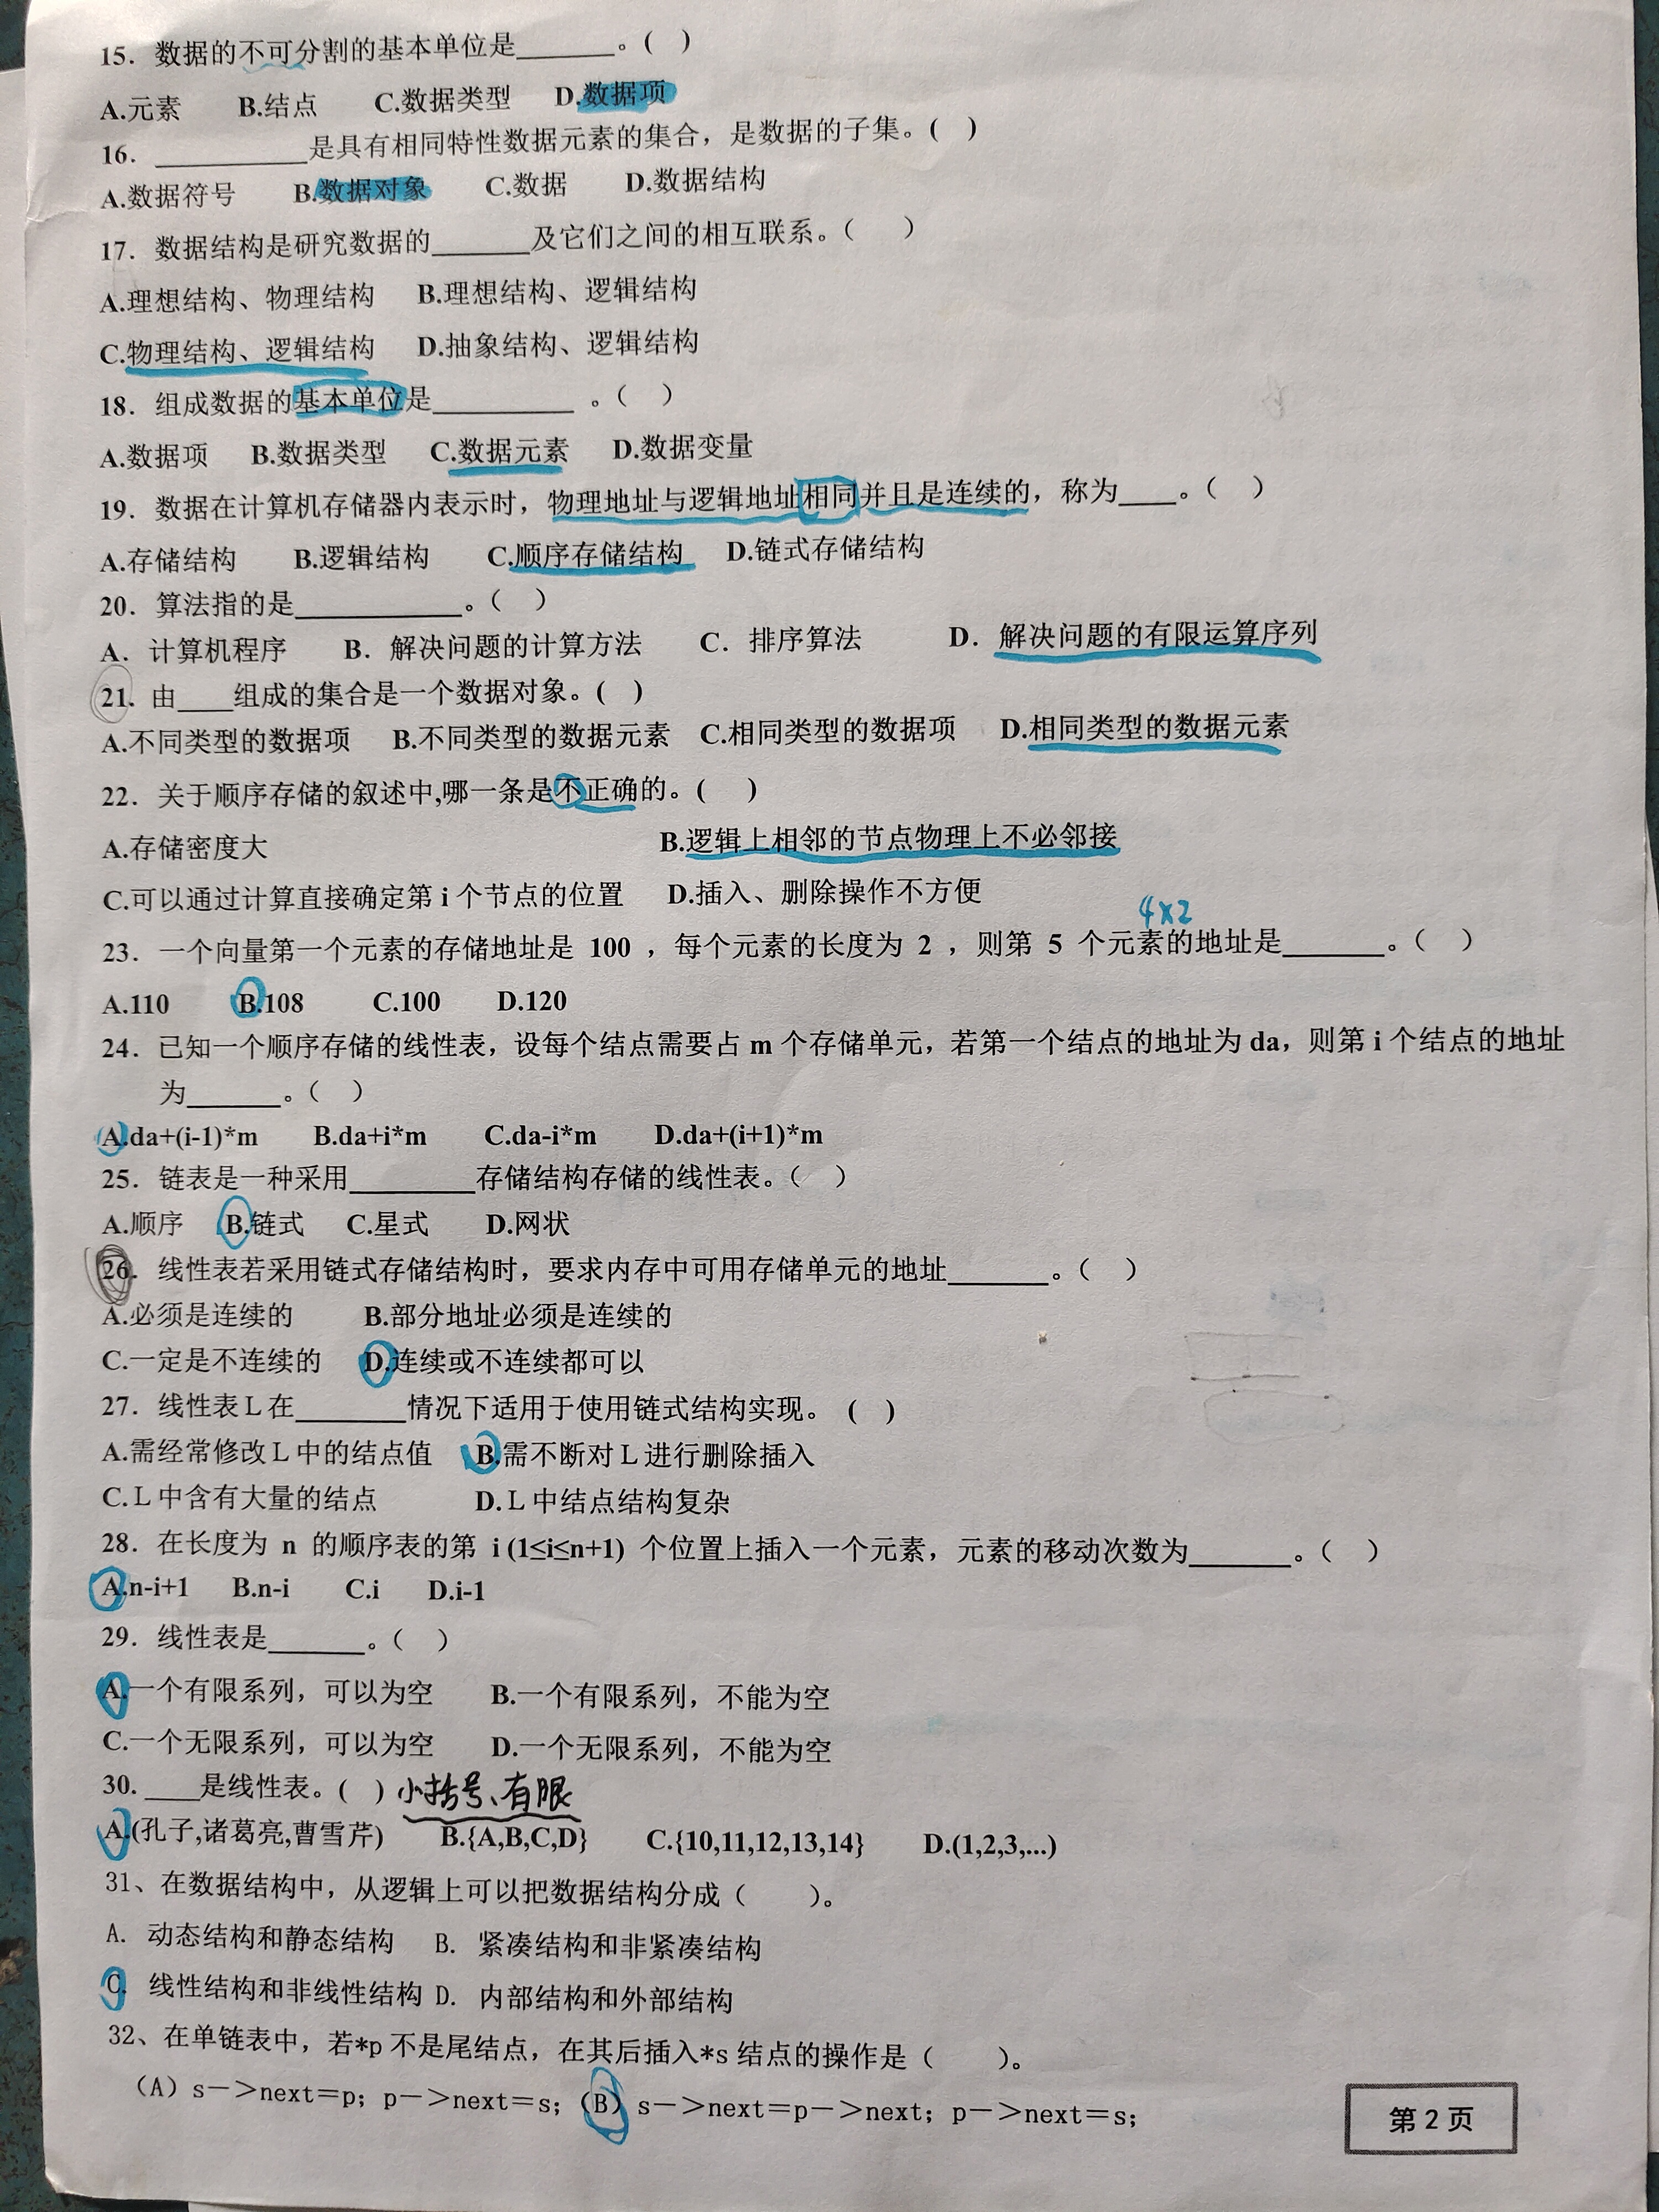 15. 数据的不可分割的基本单位是_______。( )
A.元素 B.结点 C.数据类型 D.数据项
16. ___________是具有相同特性数据元素的集合，是数据的子集。( )
A.数据符号 B.数据对象 C.数据 D.数据结构
17. 数据结构是研究数据的_______及它们之间的相互联系。（ ）
A.理想结构、物理结构 B.理想结构、逻辑结构
C.物理结构、逻辑结构 D.抽象结构、逻辑结构
18. 组成数据的基本单位是__________ 。（ ）
A.数据项 B.数据类型 C.数据元素 D.数据变量
19. 数据在计算机存储器内表示时，物理地址与逻辑地址相同并且是连续的，称为____。（ ）
A.存储结构 B.逻辑结构 C.顺序存储结构 D.链式存储结构
20. 算法指的是____________。（ ）
A. 计算机程序 B. 解决问题的计算方法 C. 排序算法 D. 解决问题的有限运算序列
21. 由____组成的集合是一个数据对象。( )
A.不同类型的数据项 B.不同类型的数据元素 C.相同类型的数据项 D.相同类型的数据元素
22. 关于顺序存储的叙述中,哪一条是不正确的。( )
A.存储密度大 B.逻辑上相邻的节点物理上不必邻接
C.可以通过计算直接确定第 i 个节点的位置 D.插入、删除操作不方便
4×2
23. 一个向量第一个元素的存储地址是 100 ，每个元素的长度为 2 ，则第 5 个元素的地址是_______。（ ）
A.110 B.108 C.100 D.120
24. 已知一个顺序存储的线性表，设每个结点需要占 m 个存储单元，若第一个结点的地址为 da，则第 i 个结点的地址
为______。（ ）
A.da+(i-1)*m B.da+i*m C.da-i*m D.da+(i+1)*m
25. 链表是一种采用_________存储结构存储的线性表。（ ）
A.顺序 B.链式 C.星式 D.网状
26. 线性表若采用链式存储结构时，要求内存中可用存储单元的地址_______。（ ）
A.必须是连续的 B.部分地址必须是连续的
C.一定是不连续的 D.连续或不连续都可以
27. 线性表L在________情况下适用于使用链式结构实现。 ( )
A.需经常修改L中的结点值 B.需不断对L进行删除插入
C.L中含有大量的结点 D.L中结点结构复杂
28. 在长度为 n 的顺序表的第 i (1≤i≤n+1) 个位置上插入一个元素，元素的移动次数为_______。（ ）
A.n-i+1 B.n-i C.i D.i-1
29. 线性表是_______。（ ）
A.一个有限系列，可以为空 B.一个有限系列，不能为空
C.一个无限系列，可以为空 D.一个无限系列，不能为空
30. ____是线性表。( ) 小括号、有限
A.(孔子,诸葛亮,曹雪芹) B.{A,B,C,D} C.{10,11,12,13,14} D.(1,2,3,...)
31、在数据结构中，从逻辑上可以把数据结构分成（ ）。
A. 动态结构和静态结构 B. 紧凑结构和非紧凑结构
C. 线性结构和非线性结构 D. 内部结构和外部结构
32、在单链表中，若*p 不是尾结点，在其后插入*s 结点的操作是（ ）。
（A）s－>next＝p；p－>next＝s；（B）s－>next＝p－>next；p－>next＝s；
第 2 页